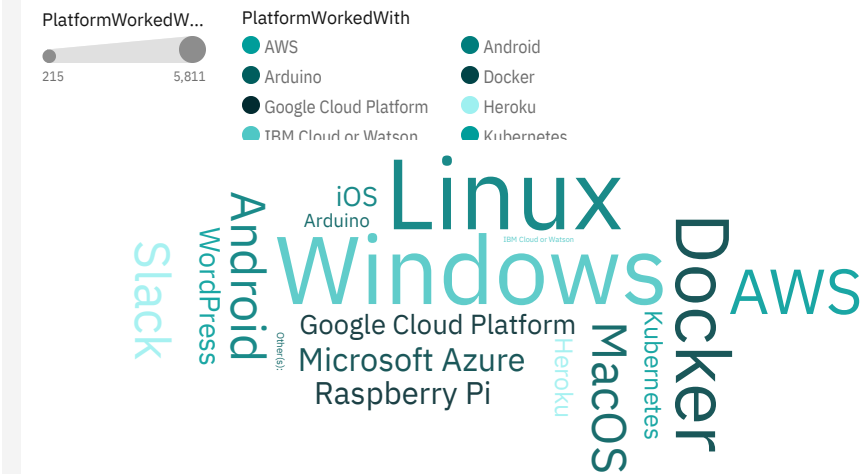 PlatformWorkedW...
215
5,811
PlatformWorkedWith
AWS
Android
Arduino
Docker
Google Cloud Platform
Heroku
IBM Cloud or Watson
Kubernetes
Linux
iOS
Arduino
Android
WordPress
Slack
Windows
IBM Cloud or Watson
Docker
AWS
Google Cloud Platform
Other(s):
Microsoft Azure
Raspberry Pi
Heroku
MacOS
Kubernetes